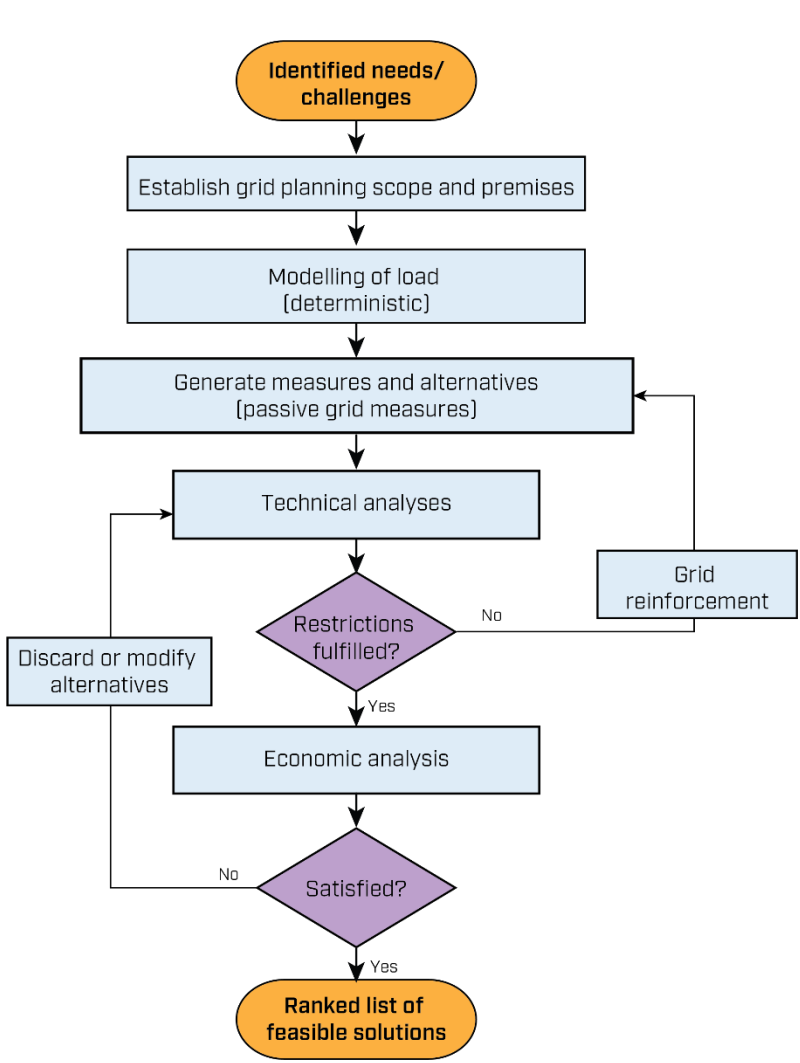 Identified needs/
challenges
Establish grid planning scope and premises
Modelling of load
(deterministic)
Generate measures and alternatives
(passive grid measures)
Technical analyses
Grid
reinforcement
Restrictions
fulfilled?
No
Discard or modify
alternatives
Yes
Economic analysis
No
Satisfied?
Yes
Ranked list of
feasible solutions